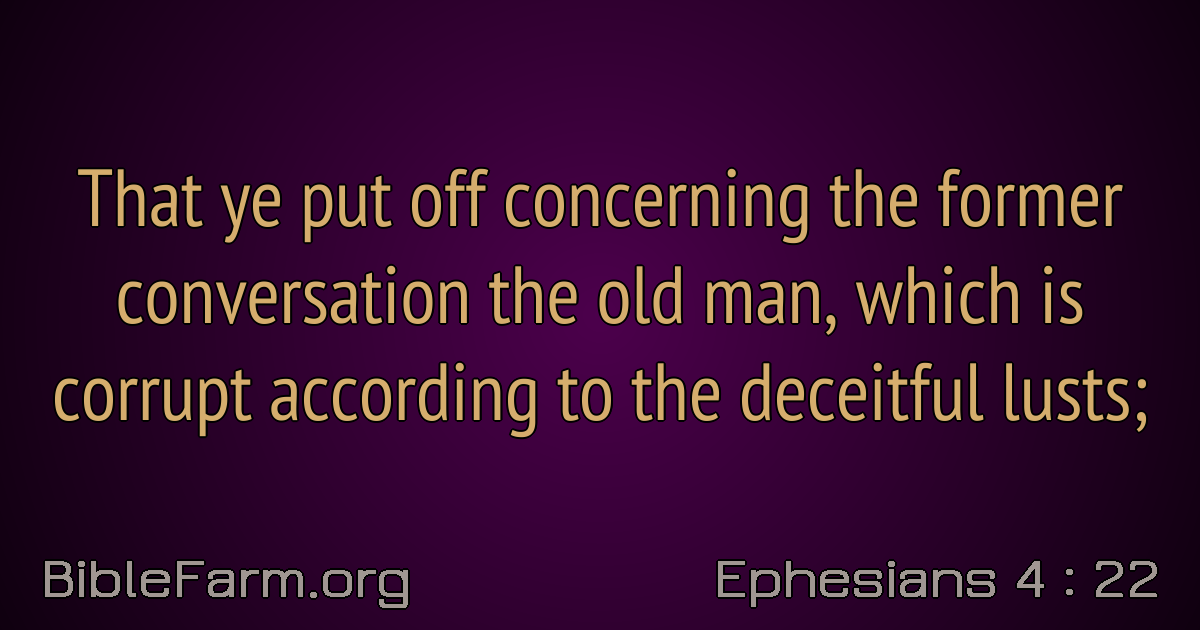 That ye put off concerning the former
conversation the old man, which is
corrupt according to the deceitful lusts;
BibleFarm.org
Ephesians 4 : 22